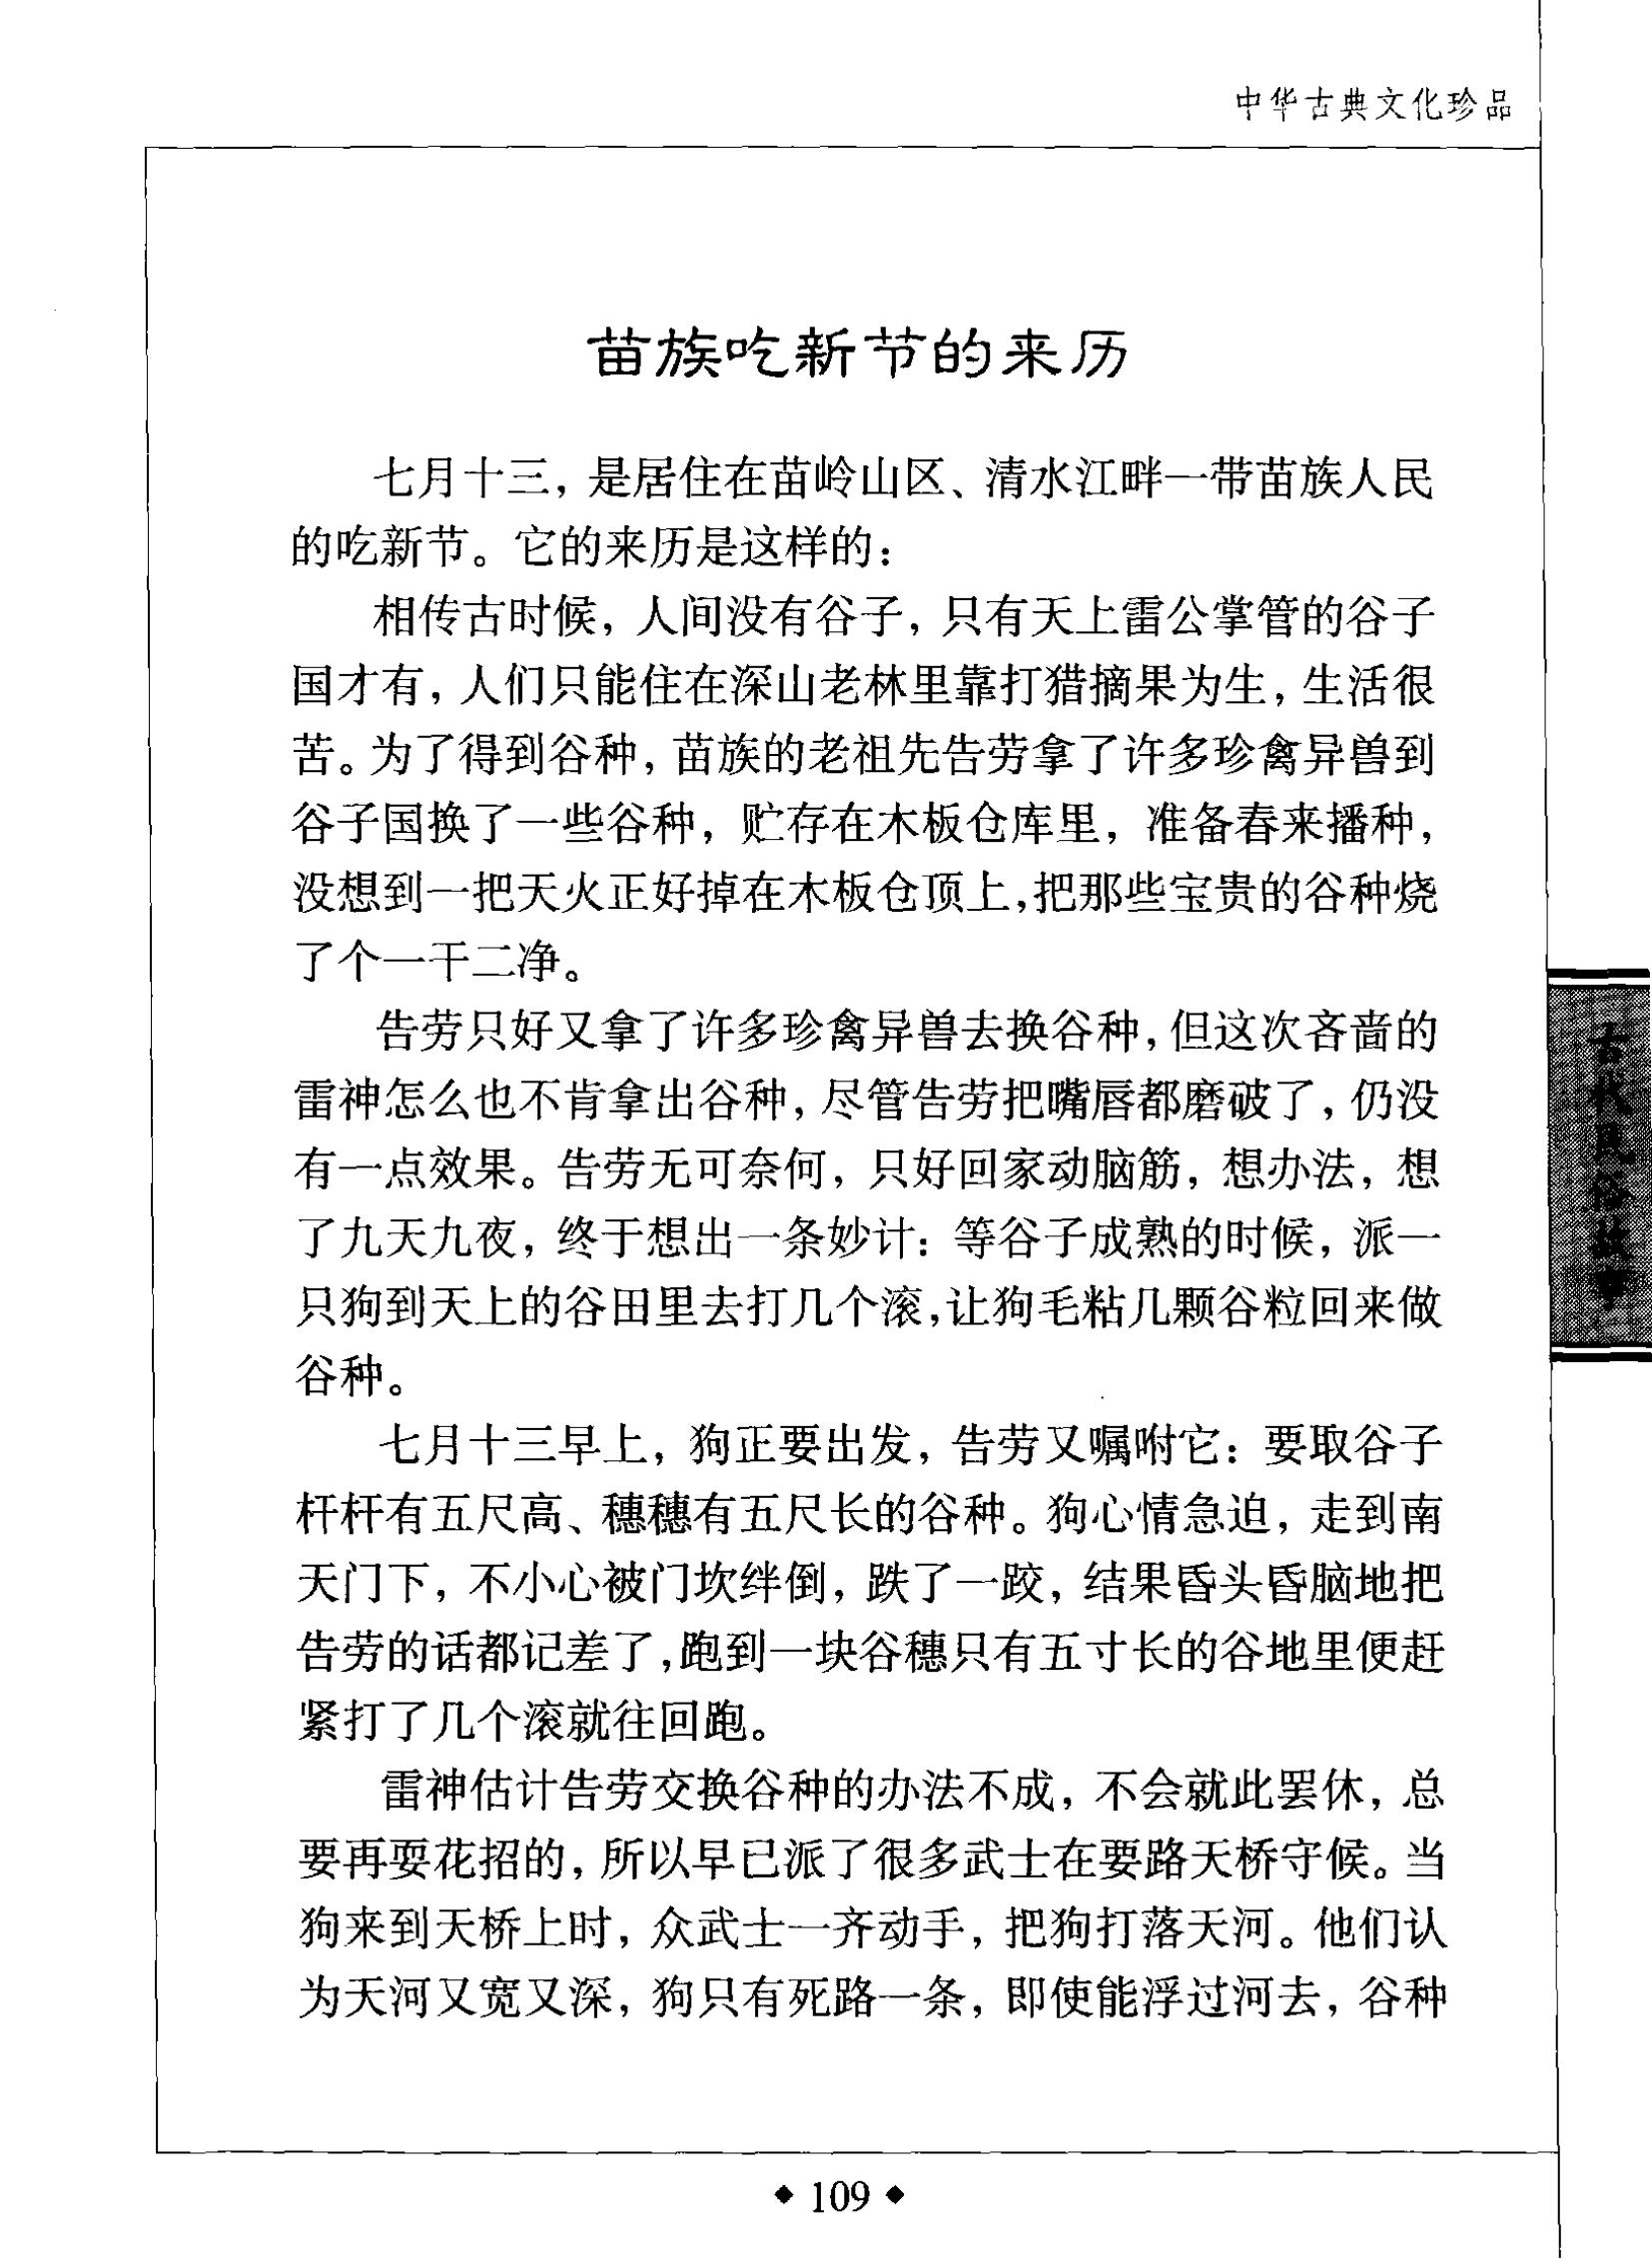 中华古典文化珍品
苗族吃新节的来历
七月十三，是居住在苗岭山区、清水江畔一带苗族人民
的吃新节。它的来历是这样的：
相传古时候，人间没有谷子，只有天上雷公掌管的谷子
国才有，人们只能住在深山老林里靠打猎摘果为生，生活很
苦。为了得到谷种，苗族的老祖先告劳拿了许多珍禽异兽到
谷子国换了一些谷种，贮存在木板仓库里，准备春来播种，
没想到一把天火正好掉在木板仓顶上，把那些宝贵的谷种烧
了个一干二净。
告劳只好又拿了许多珍禽异兽去换谷种，但这次吝啬的
雷神怎么也不肯拿出谷种，尽管告劳把嘴唇都磨破了，仍没
有一点效果。告劳无可奈何，只好回家动脑筋，想办法，想
了九天九夜，终于想出一条妙计：等谷子成熟的时候，派一
只狗到天上的谷田里去打几个滚，让狗毛粘几颗谷粒回来做
谷种。
七月十三早上，狗正要出发，告劳又嘱咐它：要取谷子
杆杆有五尺高、穗穗有五尺长的谷种。狗心情急迫，走到南
天门下，不小心被门坎绊倒，跌了一跤，结果昏头昏脑地把
告劳的话都记差了，跑到一块谷穗只有五寸长的谷地里便赶
紧打了几个滚就往回跑。
雷神估计告劳交换谷种的办法不成，不会就此罢休，总
要再耍花招的，所以早已派了很多武士在要路天桥守候。当
狗来到天桥上时，众武士一齐动手，把狗打落天河。他们认
为天河又宽又深，狗只有死路一条，即使能浮过河去，谷种
古代民俗故事
◆ 109 ◆